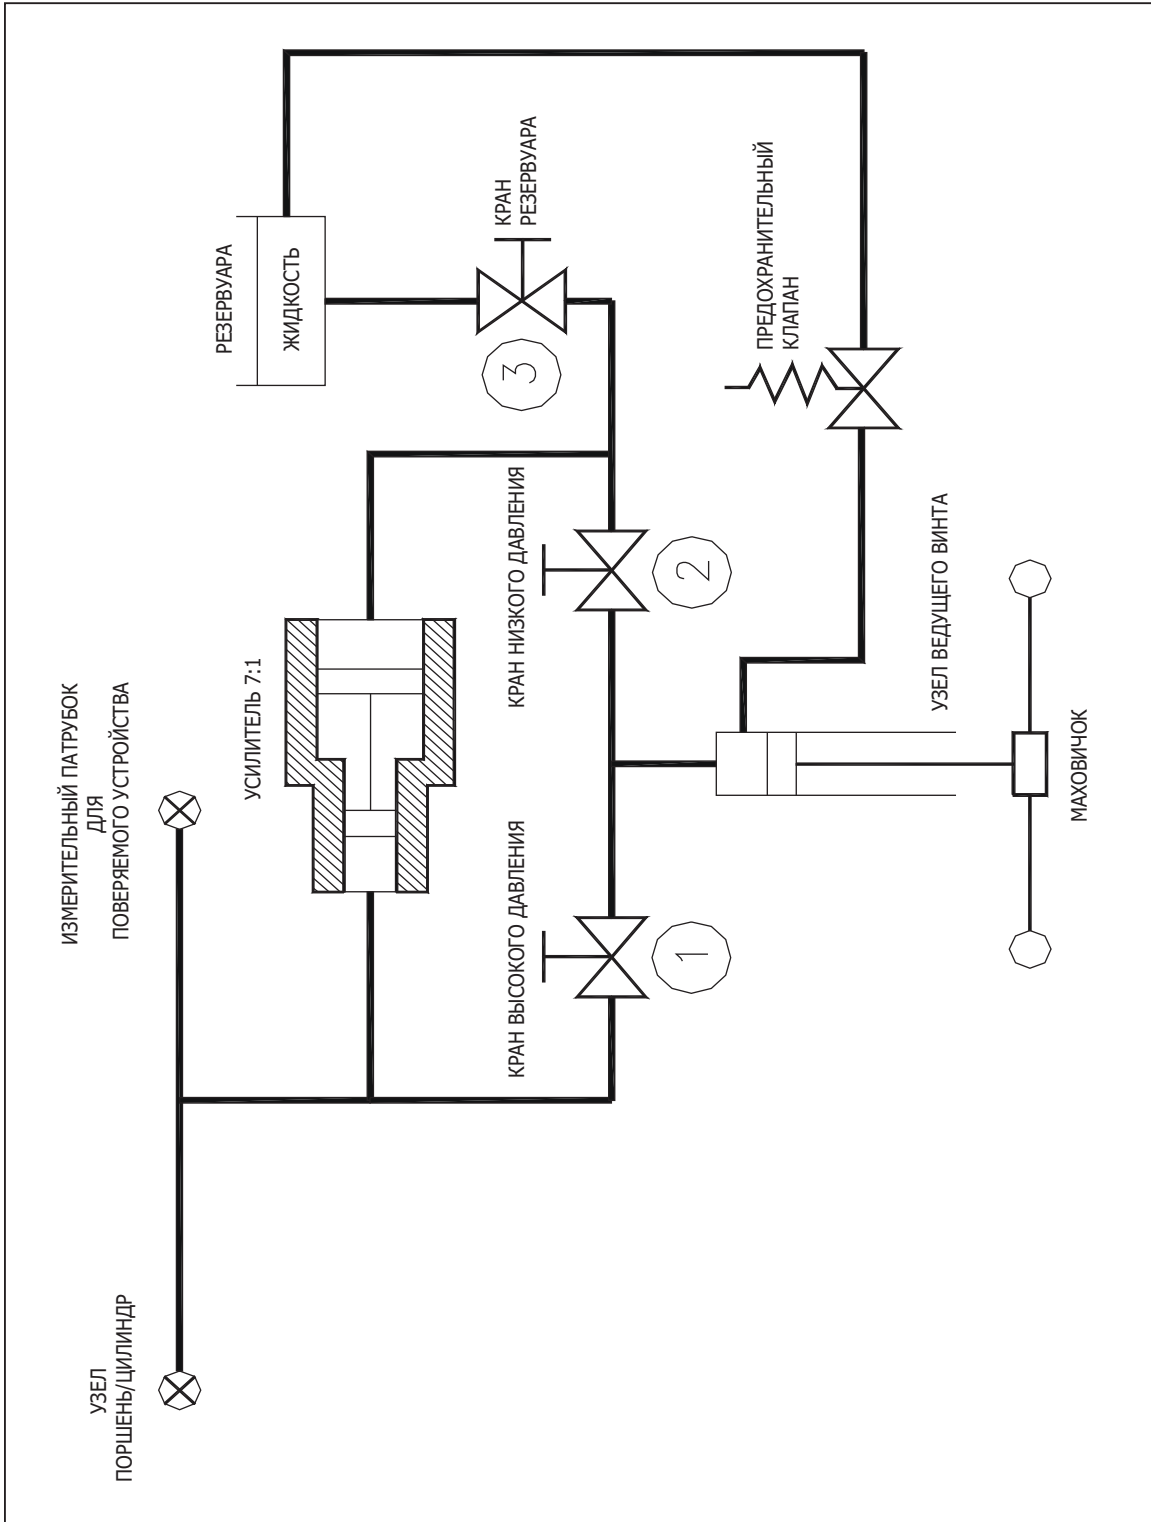 ИЗМЕРИТЕЛЬНЫЙ ПАТРУБОК
ДЛЯ
ПОВЕРЯЕМОГО УСТРОЙСТВА
УЗЕЛ
ПОРШЕНЬ/ЦИЛИНДР
УСИЛИТЕЛЬ 7:1
РЕЗЕРВУАРА
ЖИДКОСТЬ
КРАН
РЕЗЕРВУАРА
3
КРАН ВЫСОКОГО ДАВЛЕНИЯ
1
КРАН НИЗКОГО ДАВЛЕНИЯ
2
ПРЕДОХРАНИТЕЛЬНЫЙ
КЛАПАН
УЗЕЛ ВЕДУЩЕГО ВИНТА
МАХОВИЧОК